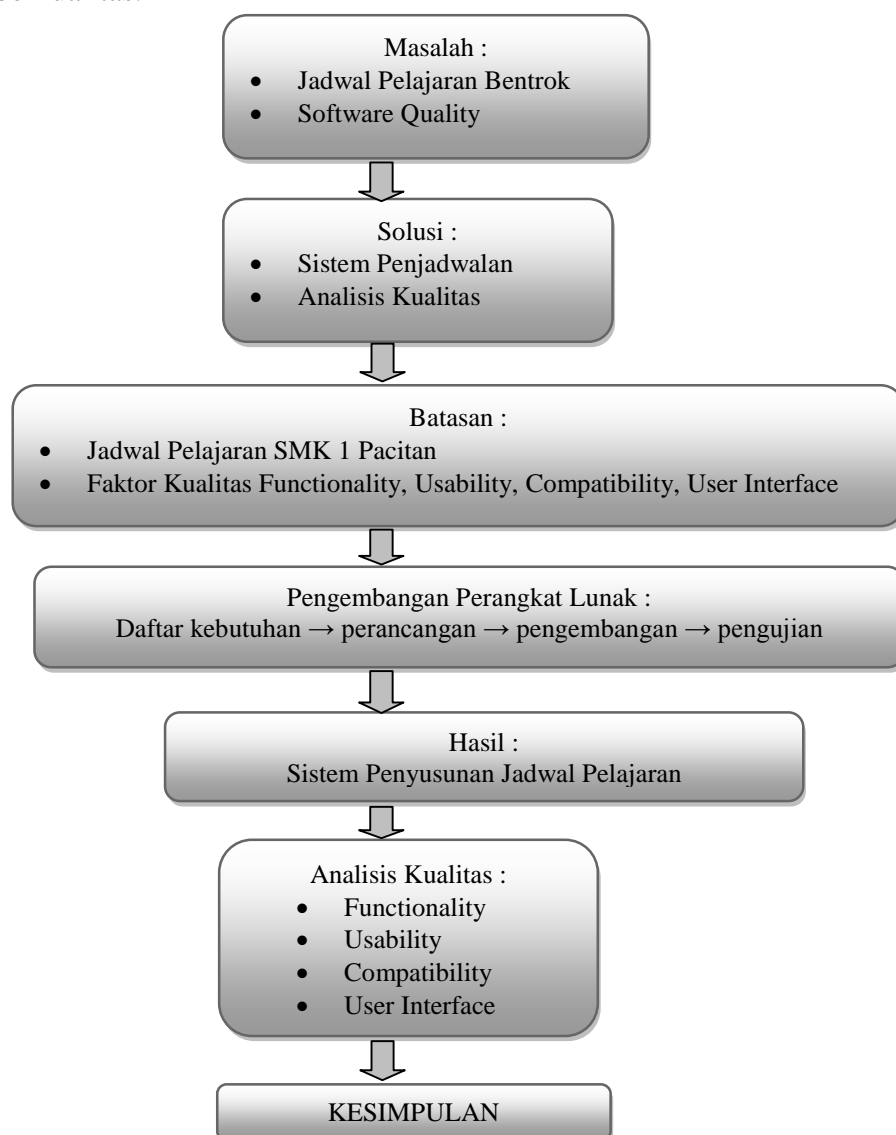 Masalah :
• Jadwal Pelajaran Bentrok
• Software Quality
Solusi :
• Sistem Penjadwalan
• Analisis Kualitas
Batasan :
• Jadwal Pelajaran SMK 1 Pacitan
• Faktor Kualitas Functionality, Usability, Compatibility, User Interface
Pengembangan Perangkat Lunak :
Daftar kebutuhan → perancangan → pengembangan → pengujian
Hasil :
Sistem Penyusunan Jadwal Pelajaran
Analisis Kualitas :
• Functionality
• Usability
• Compatibility
• User Interface
KESIMPULAN